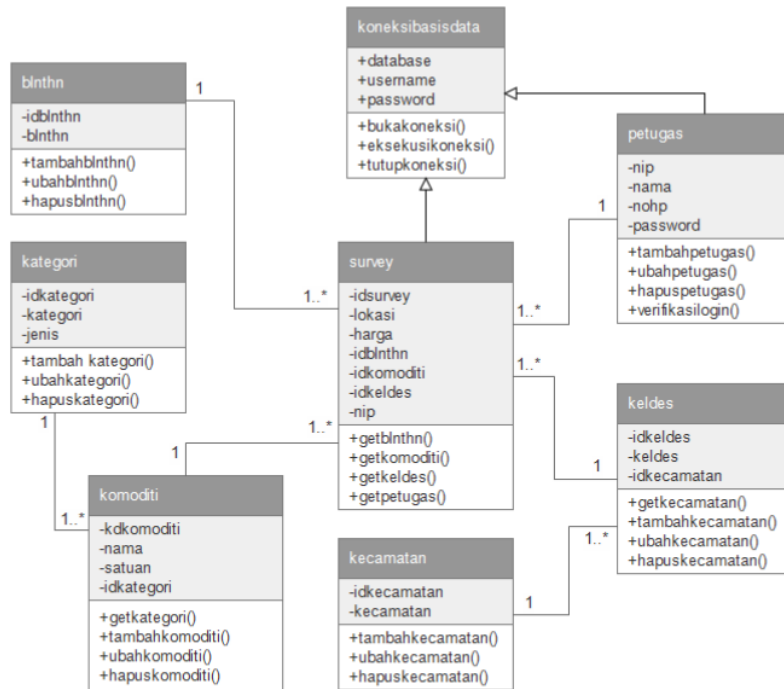 koneksibasisdata
+database
+username
+password
+bukakoneksi()
+eksekusikoneksi()
+tutupkoneksi()
blnthn
-idblnthn
-blnthn
+tambahblnthn()
+ubahblnthn()
+hapusblnthn()
1
petugas
-nip
-nama
-nohp
-password
+tambahpetugas()
+ubahpetugas()
+hapuspetugas()
+verifikasilogin()
1
kategori
-idkategori
-kategori
-jenis
+tambah kategori()
+ubahkategori()
+hapuskategori()
1
survey
-idsurvey
-lokasi
-harga
-idblnthn
-idkomoditi
-idkeldes
-nip
+getblnthn()
+getkomoditi()
+getkeldes()
+getpetugas()
1..*
1..*
1..*
1..*
keldes
-idkeldes
-keldes
-idkecamatan
+getkecamatan()
+tambahkecamatan()
+ubahkecamatan()
+hapuskecamatan()
1
1..*
komoditi
-kdkomoditi
-nama
-satuan
-idkategori
+getkategori()
+tambahkomoditi()
+ubahkomoditi()
+hapuskomoditi()
1
1..*
kecamatan
-idkecamatan
-kecamatan
+tambahkecamatan()
+ubahkecamatan()
+hapuskecamatan()
1